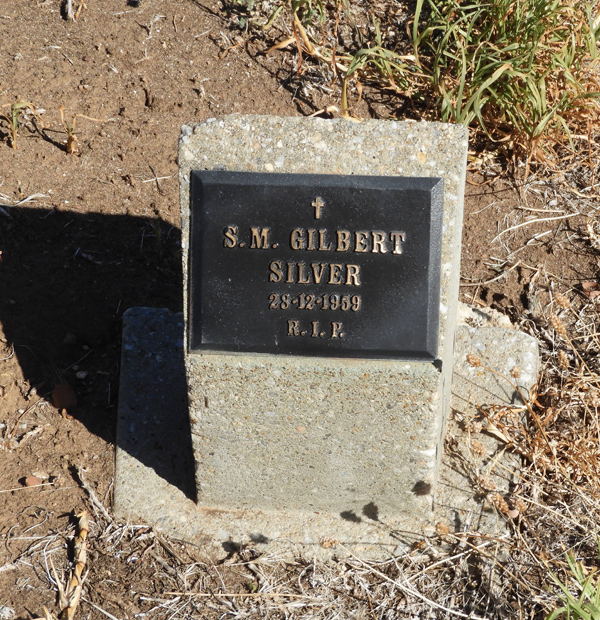 S.M. GILBERT
SILVER
28-12-1959
R.I.P.